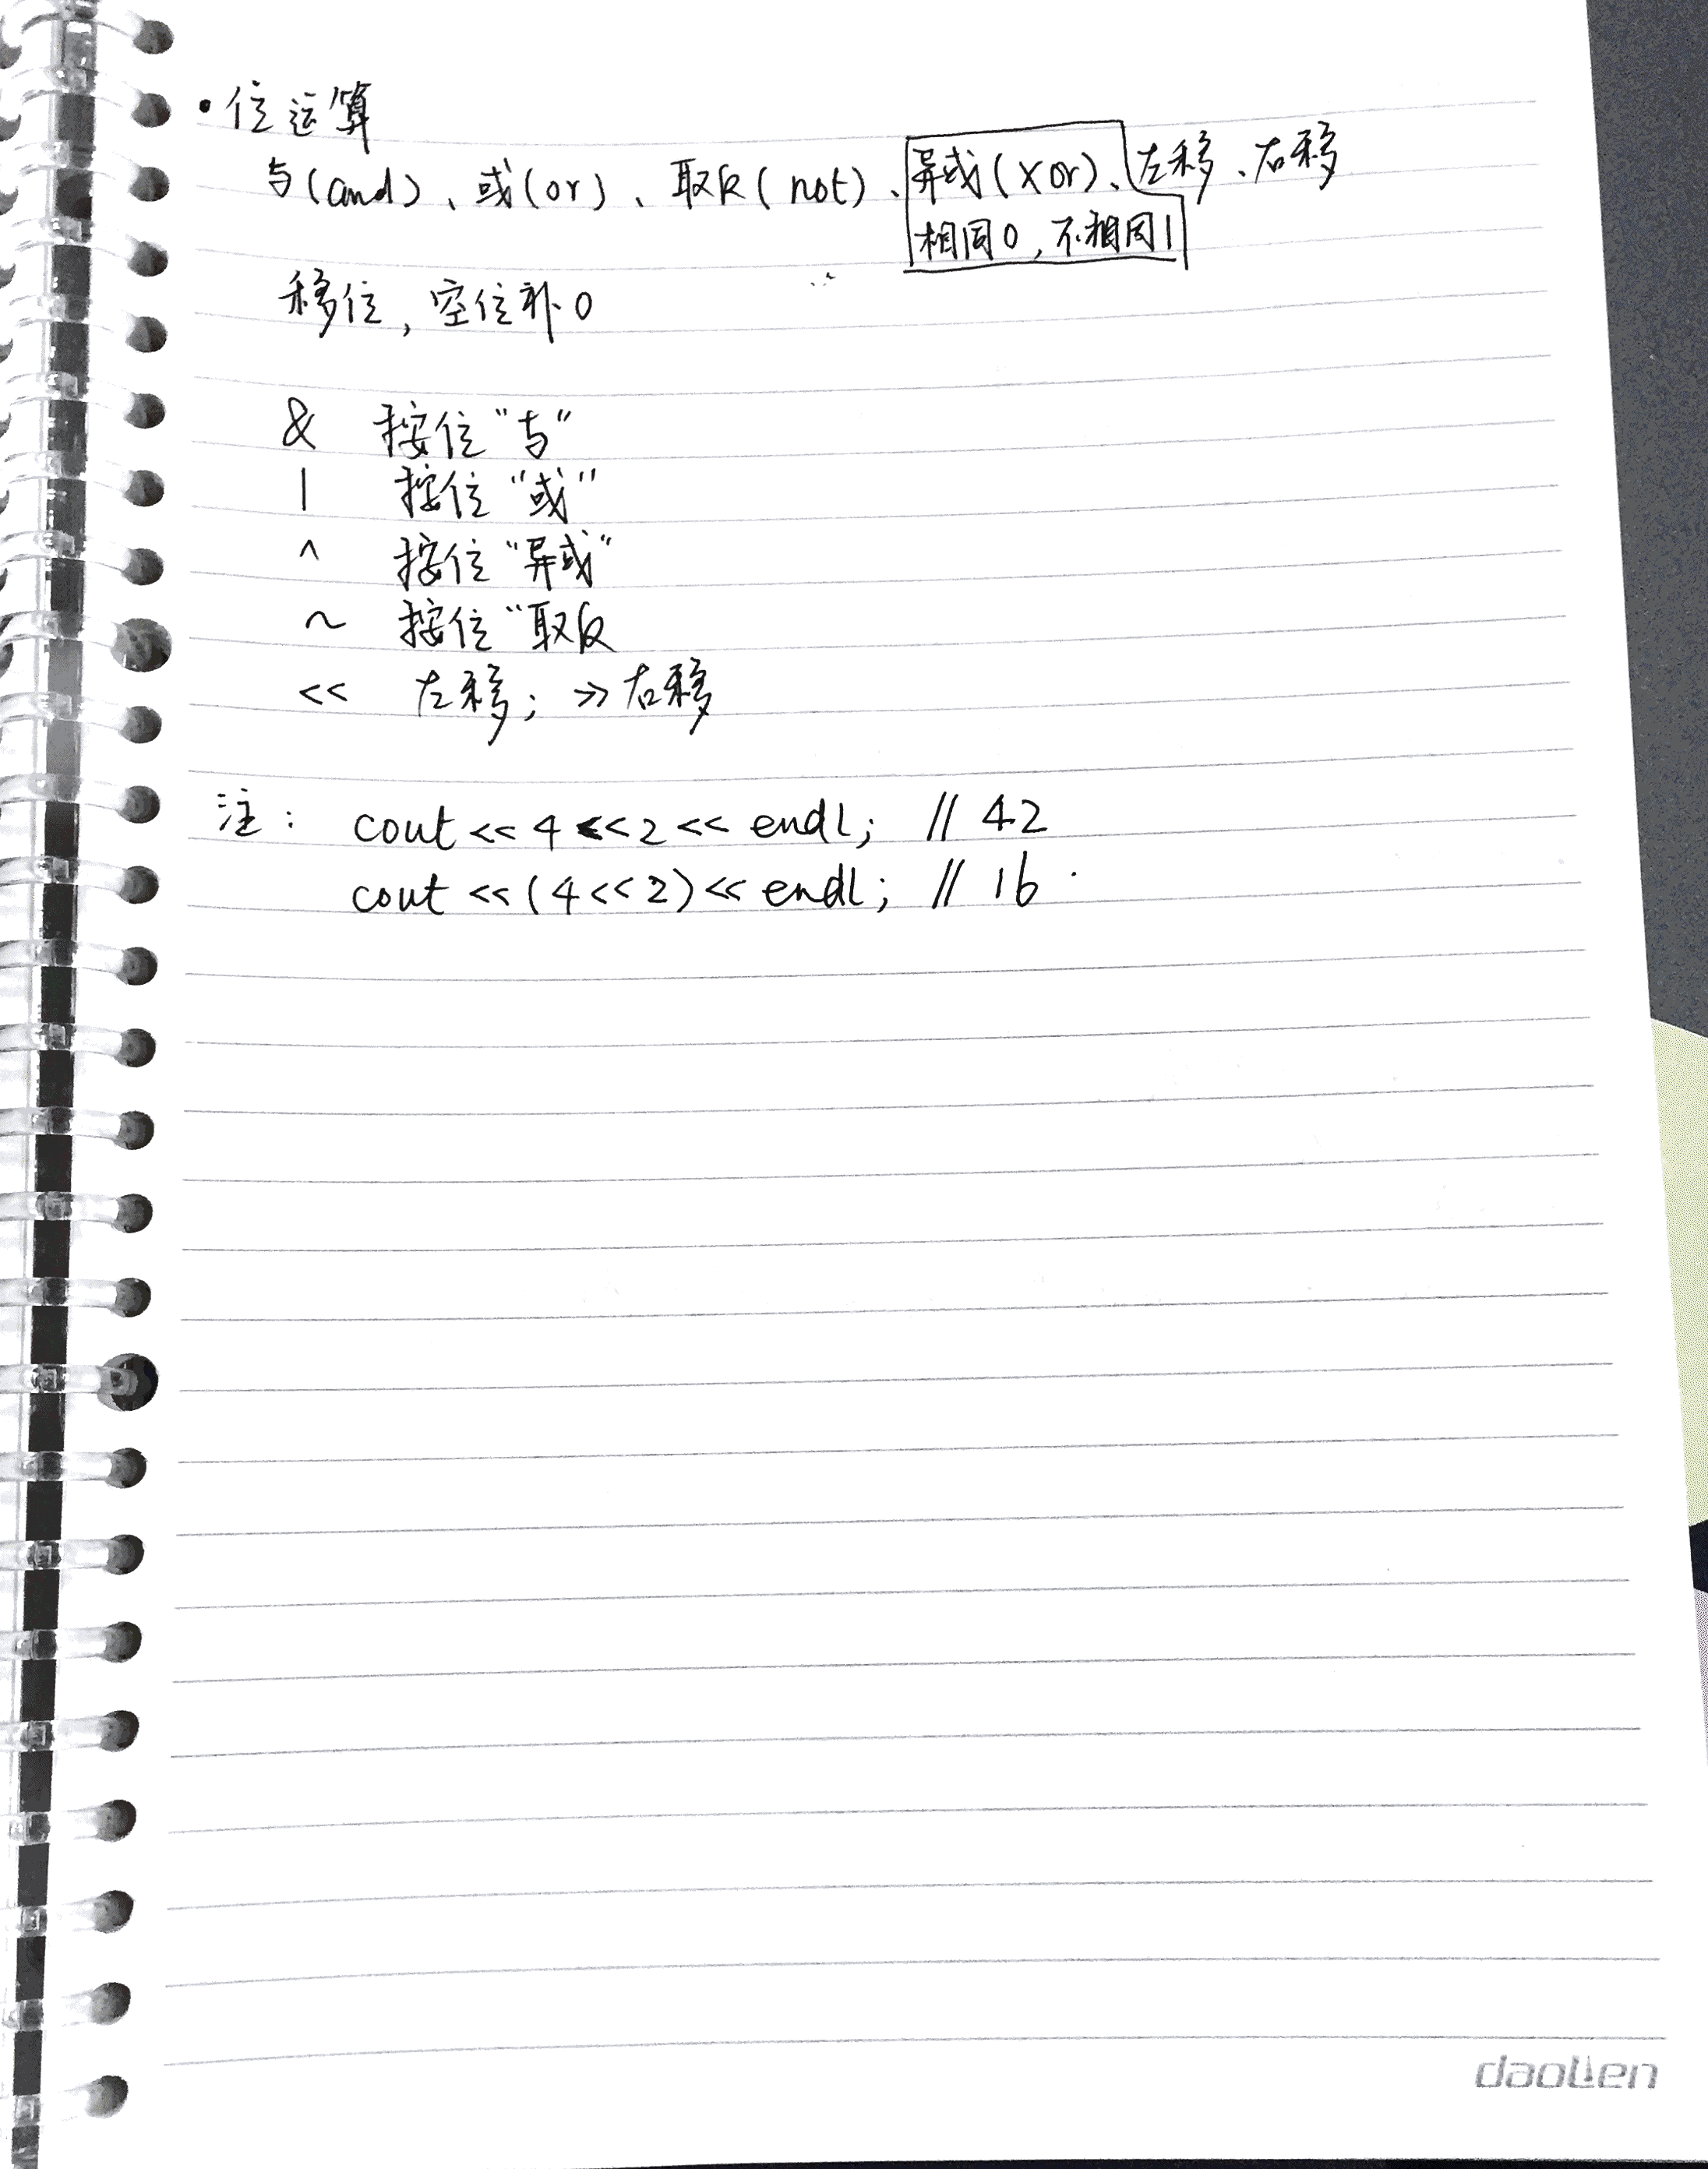 ·位运算
与(and)、或(or)、取反(not)、异或(xor)、左移、右移
相同0,不相同1
移位,空位补0
& 按位“与”
| 按位“或”
^ 按位“异或”
~ 按位“取反
<< 左移; >>右移
注: cout << 4 << 2 << endl; // 42
cout << (4<<2) << endl; // 16
daolen